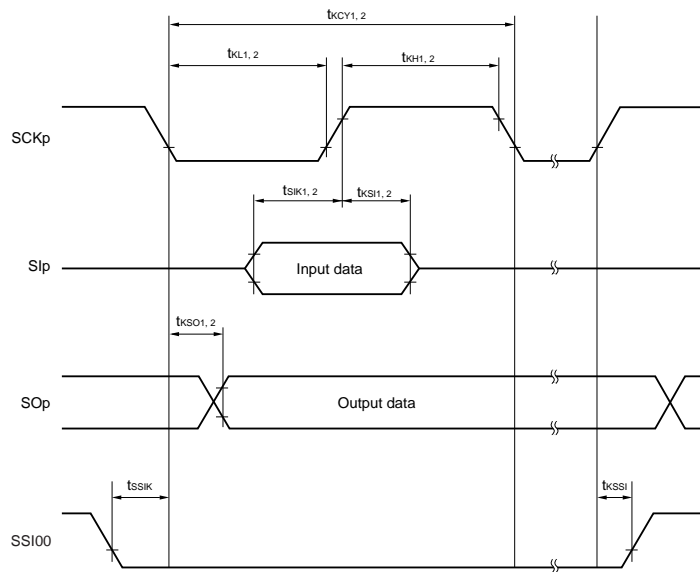 tKCY1, 2
tKL1, 2
tKH1, 2
SCKp
tSIK1, 2
tKSI1, 2
SIp
Input data
tKSO1, 2
SOp
Output data
tSSIK
tKSSI
SSI00